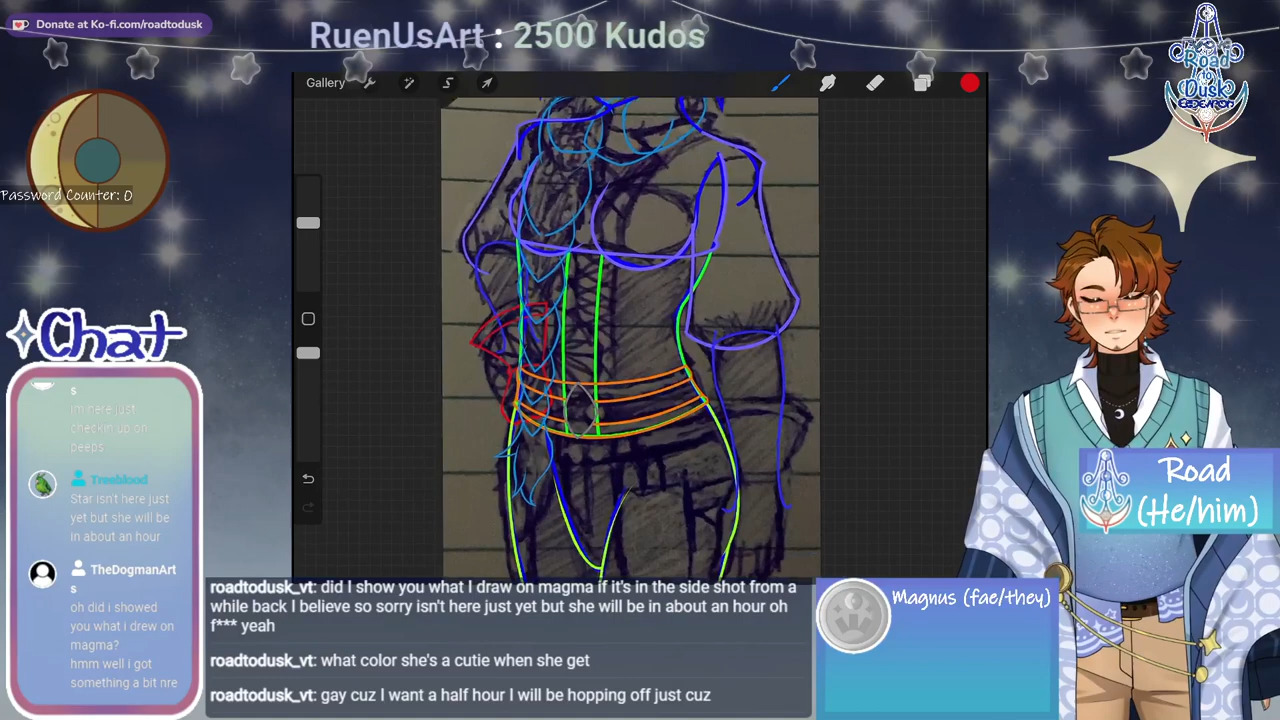 Donate at Ko-fi.com/roadtodusk
RuenUsArt : 2500 Kudos
Road
to
Dusk
Gallery
Password Counter: 0
Chat
s
im here just
checkin up on
peeps
Treeblood
Star isn't here just
yet but she will be
in about an hour
TheDogmanArt
s
oh did i showed
you what i drew on
magma?
hmm well i got
something a bit nre
roadtodusk_vt: did I show you what I draw on magma if it's in the side shot from a
while back I believe so sorry isn't here just yet but she will be in about an hour oh
f*** yeah
roadtodusk_vt: what color she's a cutie when she get
roadtodusk_vt: gay cuz I want a half hour I will be hopping off just cuz
Magnus (fae/they)
Road
(He/him)